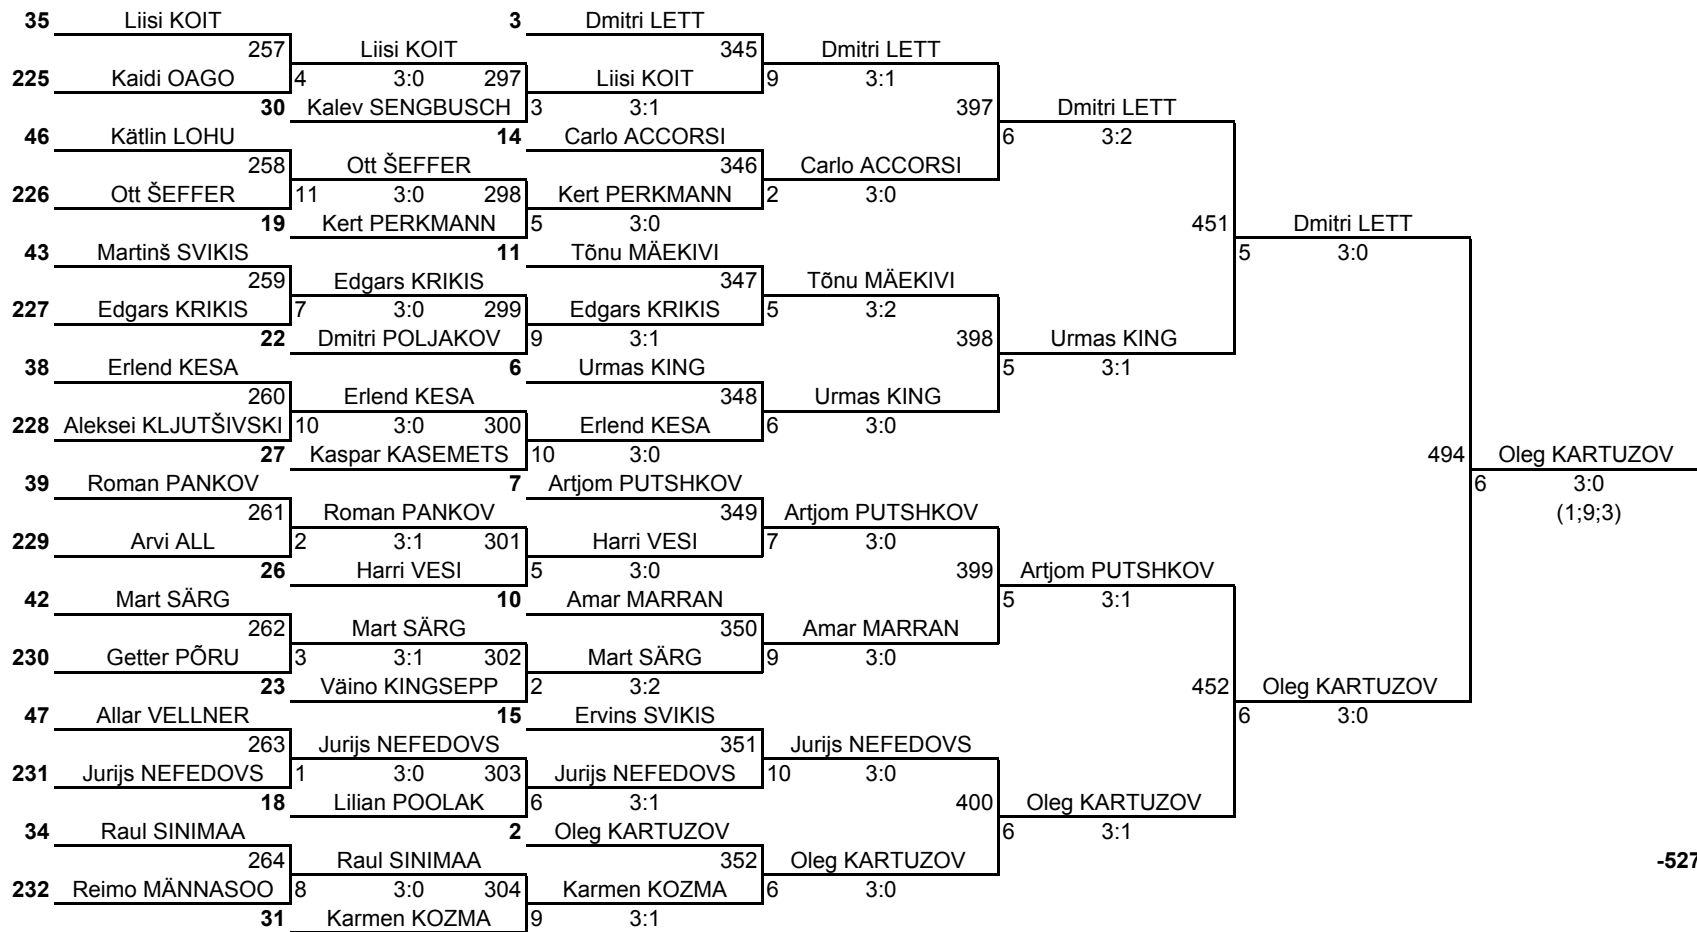 35 Liisi KOIT 3 Dmitri LETT
257 Liisi KOIT 345 Dmitri LETT
225 Kaidi OAGO 4 3:0 297 Liisi KOIT 9 3:1
30 Kalev SENGBUSCH 3 3:1 397 Dmitri LETT
46 Kätlin LOHU 14 Carlo ACCORSI 6 3:2
258 Ott ŠEFFER 346 Carlo ACCORSI
226 Ott ŠEFFER 11 3:0 298 Kert PERKMANN 2 3:0
19 Kert PERKMANN 5 3:0 451 Dmitri LETT
43 Martinš SVIKIS 11 Tõnu MÄEKIVI 5 3:0
259 Edgars KRIKIS 347 Tõnu MÄEKIVI
227 Edgars KRIKIS 7 3:0 299 Edgars KRIKIS 5 3:2
22 Dmitri POLJAKOV 9 3:1 398 Urmas KING
38 Erlend KESA 6 Urmas KING 5 3:1
260 Erlend KESA 348 Urmas KING
228 Aleksei KLJUTŠIVSKI 10 3:0 300 Erlend KESA 6 3:0
27 Kaspar KASEMETS 10 3:0 494 Oleg KARTUZOV
39 Roman PANKOV 7 Artjom PUTSHKOV 6 3:0
261 Roman PANKOV 349 Artjom PUTSHKOV (1;9;3)
229 Arvi ALL 2 3:1 301 Harri VESI 7 3:0
26 Harri VESI 5 3:0 399 Artjom PUTSHKOV
42 Mart SÄRG 10 Amar MARRAN 5 3:1
262 Mart SÄRG 350 Amar MARRAN
230 Getter PÕRU 3 3:1 302 Mart SÄRG 9 3:0
23 Väino KINGSEPP 2 3:2 452 Oleg KARTUZOV
47 Allar VELLNER 15 Ervins SVIKIS 6 3:0
263 Jurijs NEFEDOVS 351 Jurijs NEFEDOVS
231 Jurijs NEFEDOVS 1 3:0 303 Jurijs NEFEDOVS 10 3:0
18 Lilian POOLAK 6 3:1 400 Oleg KARTUZOV
34 Raul SINIMAA 2 Oleg KARTUZOV 6 3:1
264 Raul SINIMAA 352 Oleg KARTUZOV -527
232 Reimo MÄNNASOO 8 3:0 304 Karmen KOZMA 6 3:0
31 Karmen KOZMA 9 3:1